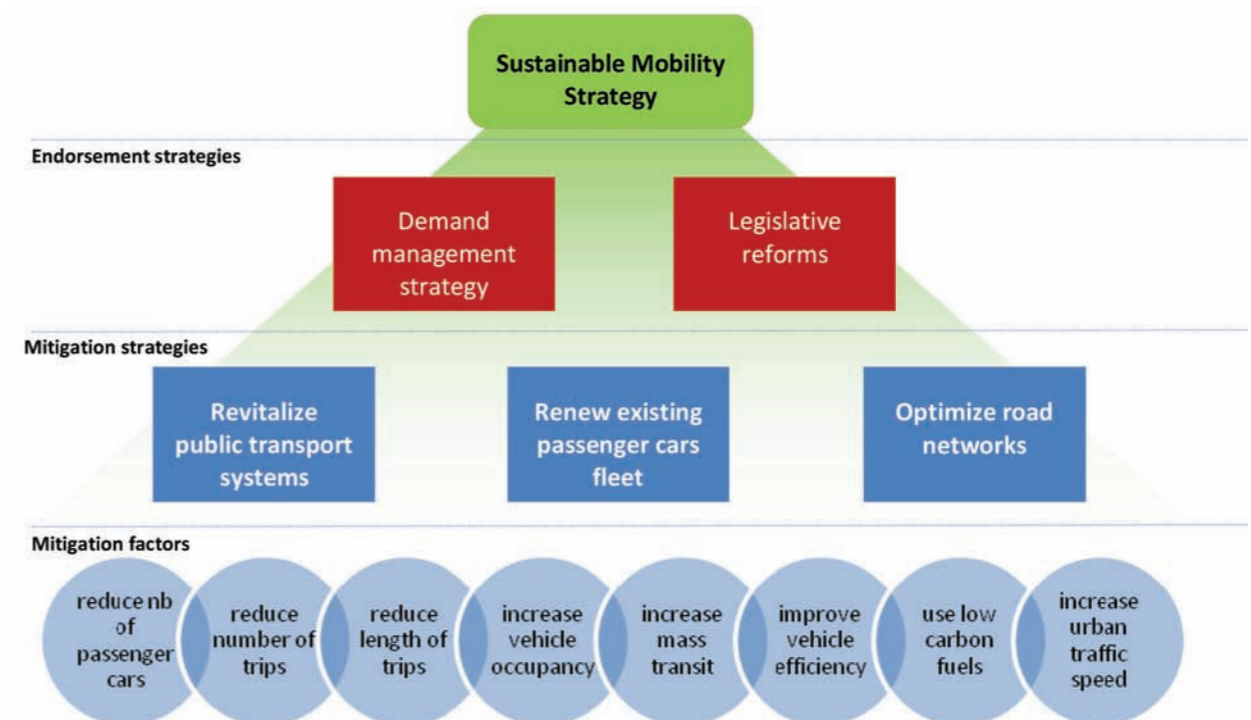 Sustainable Mobility
Strategy
Endorsement strategies
Demand
management
strategy
Legislative
reforms
Mitigation strategies
Revitalize
public transport
systems
Renew existing
passenger cars
fleet
Optimize road
networks
Mitigation factors
reduce nb
of
passenger
cars
reduce
number of
trips
reduce
length of
trips
increase
vehicle
occupancy
increase
mass
transit
improve
vehicle
efficiency
use low
carbon
fuels
increase
urban
traffic
speed